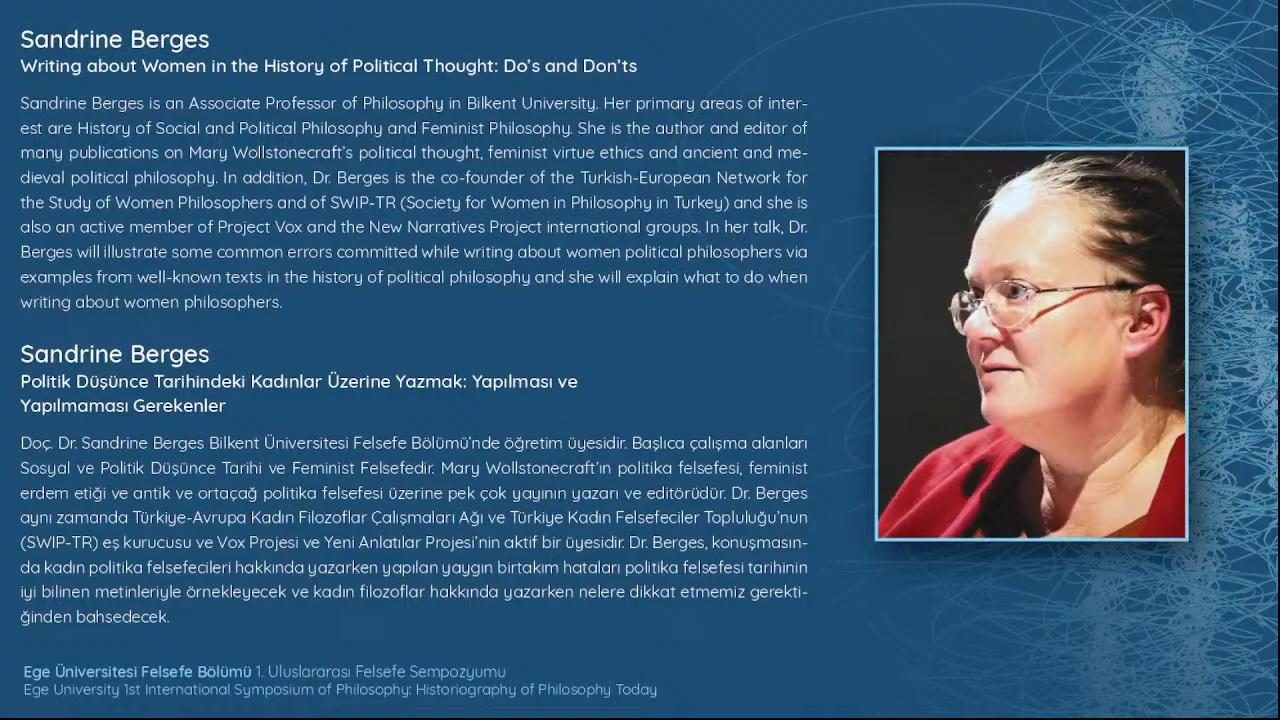 Sandrine Berges
Writing about Women in the History of Political Thought: Do's and Don'ts
Sandrine Berges is an Associate Professor of Philosophy in Bilkent University. Her primary areas of inter-
est are History of Social and Political Philosophy and Feminist Philosophy. She is the author and editor of
many publications on Mary Wollstonecraft's political thought, feminist virtue ethics and ancient and me-
dieval political philosophy. In addition, Dr. Berges is the co-founder of the Turkish-European Network for
the Study of Women Philosophers and of SWIP-TR (Society for Women in Philosophy in Turkey) and she is
also an active member of Project Vox and the New Narratives Project international groups. In her talk, Dr.
Berges will illustrate some common errors committed while writing about women political philosophers via
examples from well-known texts in the history of political philosophy and she will explain what to do when
writing about women philosophers.
Sandrine Berges
Politik Düşünce Tarihindeki Kadınlar Üzerine Yazmak: Yapılması ve
Yapılmaması Gerekenler
Doç. Dr. Sandrine Berges Bilkent Üniversitesi Felsefe Bölümü'nde öğretim üyesidir. Başlıca çalışma alanları
Sosyal ve Politik Düşünce Tarihi ve Feminist Felsefedir. Mary Wollstonecraft'ın politika felsefesi, feminist
erdem etiği ve antik ve ortaçağ politika felsefesi üzerine pek çok yayının yazarı ve editörüdür. Dr. Berges
aynı zamanda Türkiye-Avrupa Kadın Filozoflar Çalışmaları Ağı ve Türkiye Kadın Felsefeciler Topluluğu'nun
(SWIP-TR) eş kurucusu ve Vox Projesi ve Yeni Anlatılar Projesi'nin aktif bir üyesidir. Dr. Berges, konuşmasın-
da kadın politika felsefecileri hakkında yazarken yapılan yaygın birtakım hataları politika felsefesi tarihinin
iyi bilinen metinleriyle örnekleyecek ve kadın filozoflar hakkında yazarken nelere dikkat etmemiz gerekti-
ğinden bahsedecek.
Ege Üniversitesi Felsefe Bölümü 1. Uluslararası Felsefe Sempozyumu
Ege University 1st International Symposium of Philosophy: Historiography of Philosophy Today